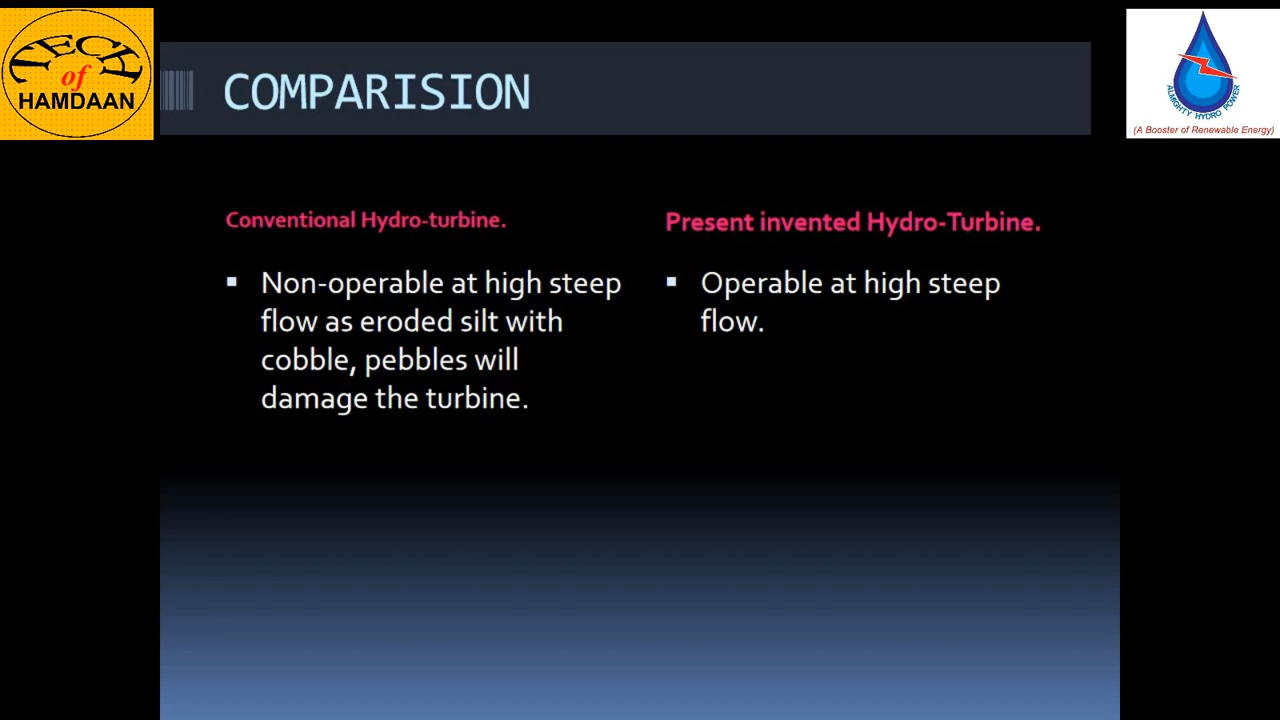 TECH
of
HAMDAAN
COMPARISION
ALMIGHTY HYDRO POWER
(A Booster of Renewable Energy)
Conventional Hydro-turbine.
▪ Non-operable at high steep
flow as eroded silt with
cobble, pebbles will
damage the turbine.
Present invented Hydro-Turbine.
▪ Operable at high steep
flow.